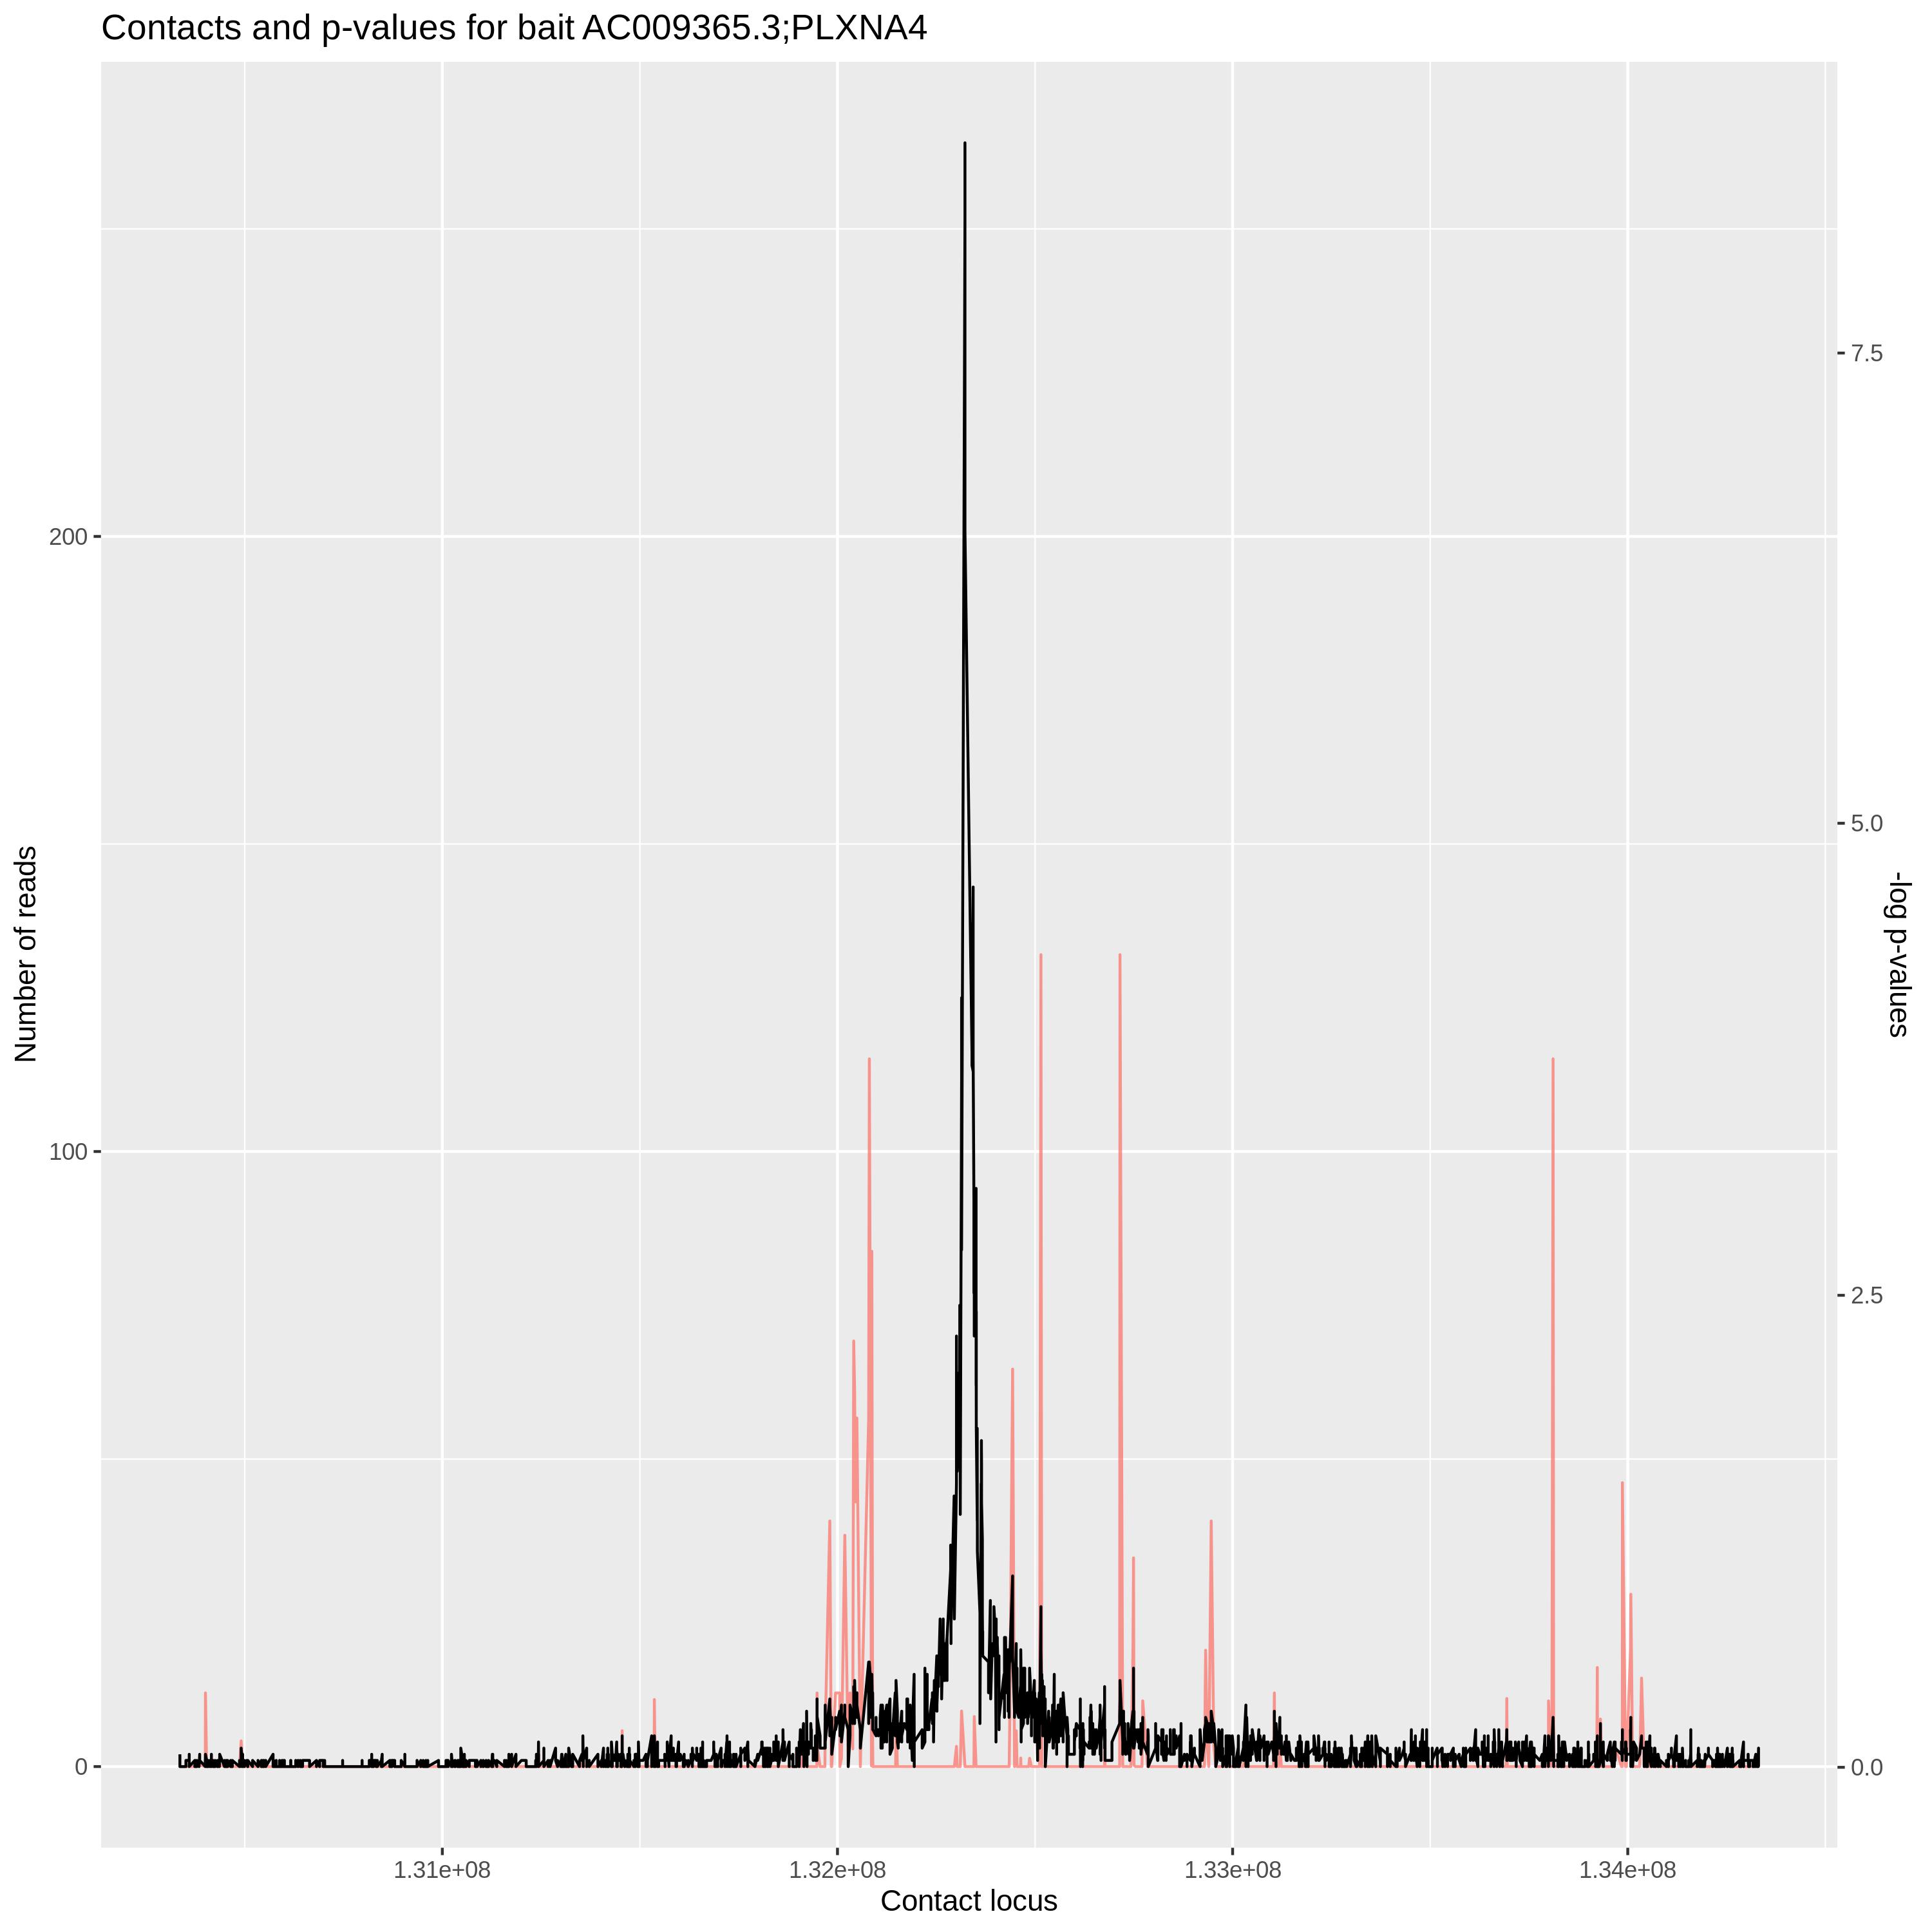 Contacts and p-values for bait AC009365.3;PLXNA4
Number of reads
200
100
0
7.5
5.0
2.5
0.0
-log p-values
1.31e+08
1.32e+08
1.33e+08
1.34e+08
Contact locus